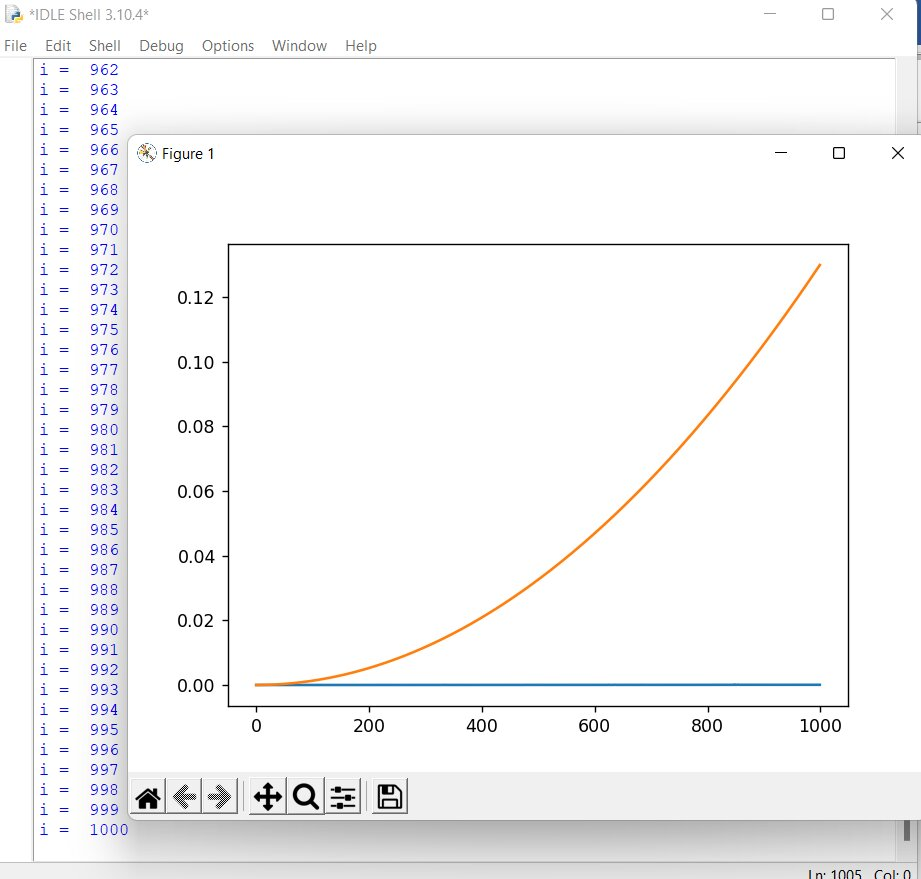 *IDLE Shell 3.10.4*
File Edit Shell Debug Options Window Help
i = 962
i = 963
i = 964
i = 965
i = 966
i = 967
i = 968
i = 969
i = 970
i = 971
i = 972
i = 973
i = 974
i = 975
i = 976
i = 977
i = 978
i = 979
i = 980
i = 981
i = 982
i = 983
i = 984
i = 985
i = 986
i = 987
i = 988
i = 989
i = 990
i = 991
i = 992
i = 993
i = 994
i = 995
i = 996
i = 997
i = 998
i = 999
i = 1000
Figure 1
0.12
0.10
0.08
0.06
0.04
0.02
0.00
0 200 400 600 800 1000
Ln: 1005 Col: 0